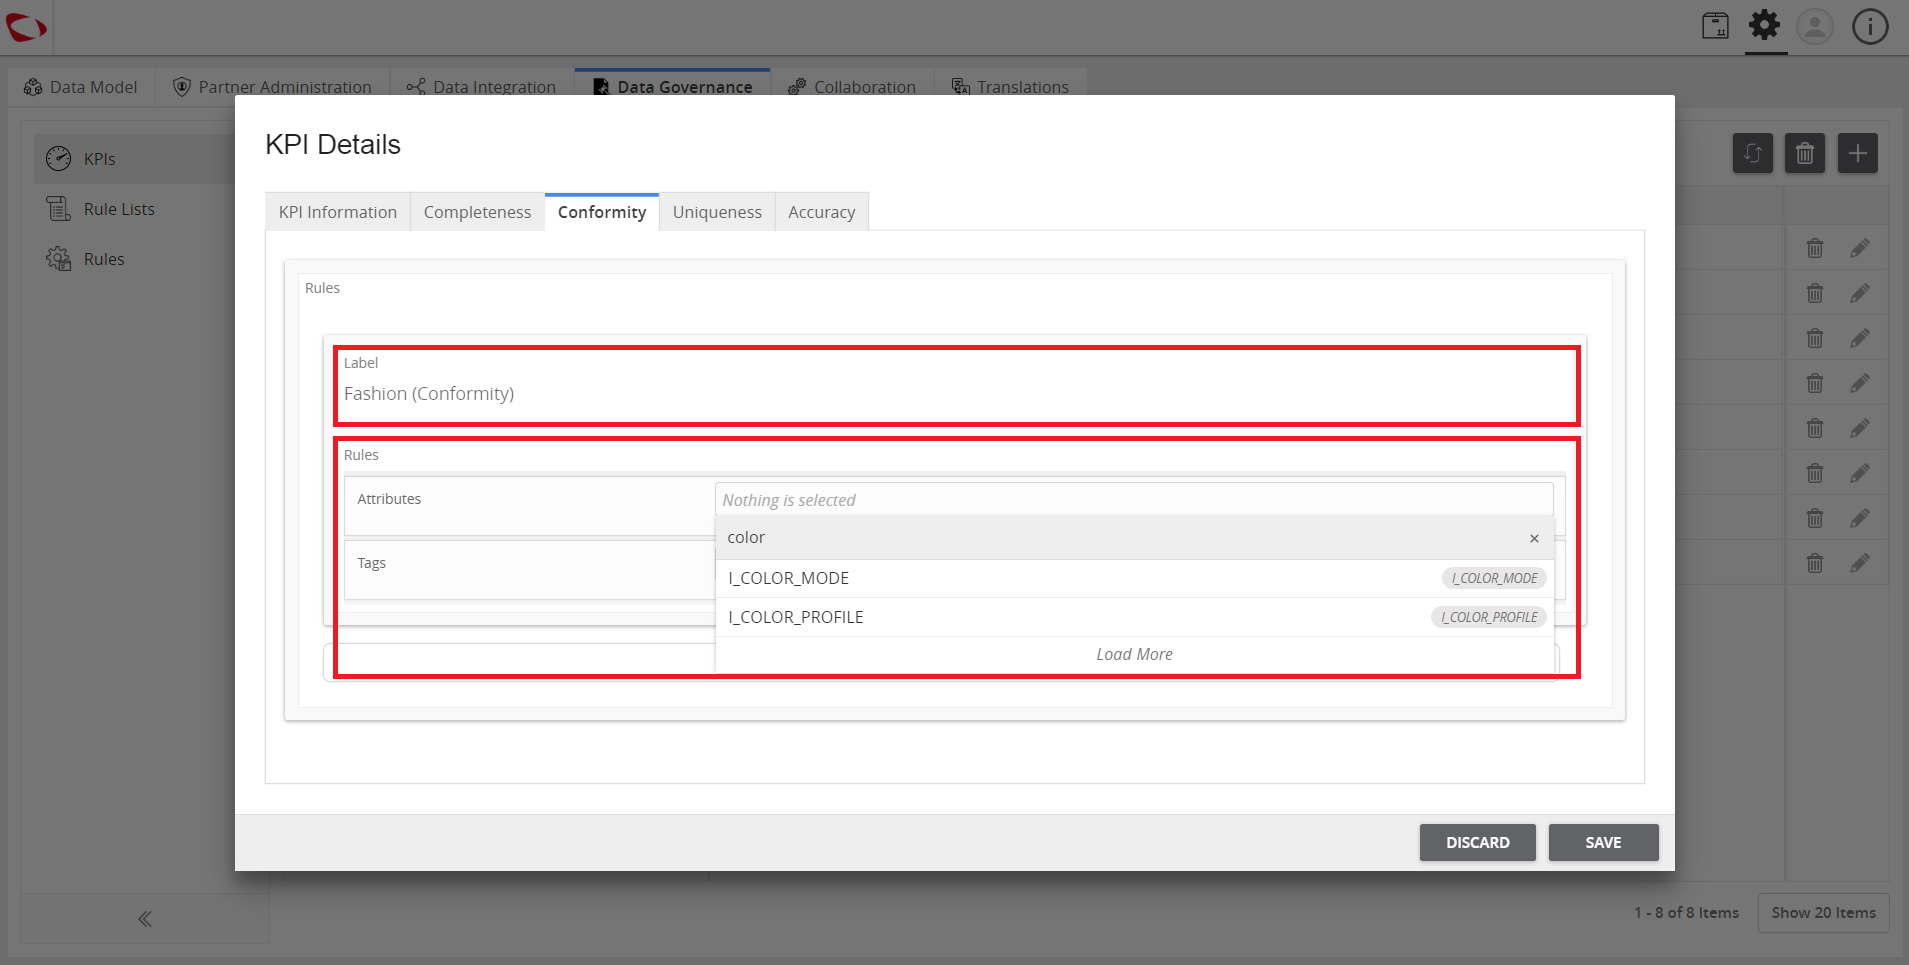 Data Model
Partner Administration
Data Integration
Data Governance
Collaboration
Translations
KPIs
Rule Lists
Rules
KPI Details
KPI Information
Completeness
Conformity
Uniqueness
Accuracy
Rules
Label
Fashion (Conformity)
Rules
Attributes
Nothing is selected
color
×
Tags
I_COLOR_MODE
I_COLOR_MODE
I_COLOR_PROFILE
I_COLOR_PROFILE
Load More
DISCARD
SAVE
1 - 8 of 8 Items
Show 20 Items